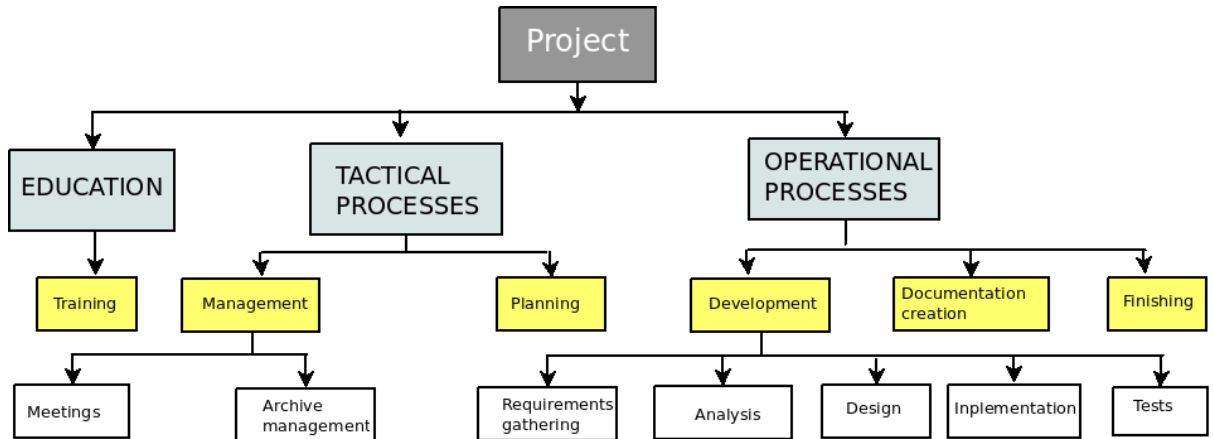 Project
EDUCATION
TACTICAL
PROCESSES
OPERATIONAL
PROCESSES
Training
Management
Planning
Development
Documentation
creation
Finishing
Meetings
Archive
management
Requirements
gathering
Analysis
Design
Inplementation
Tests